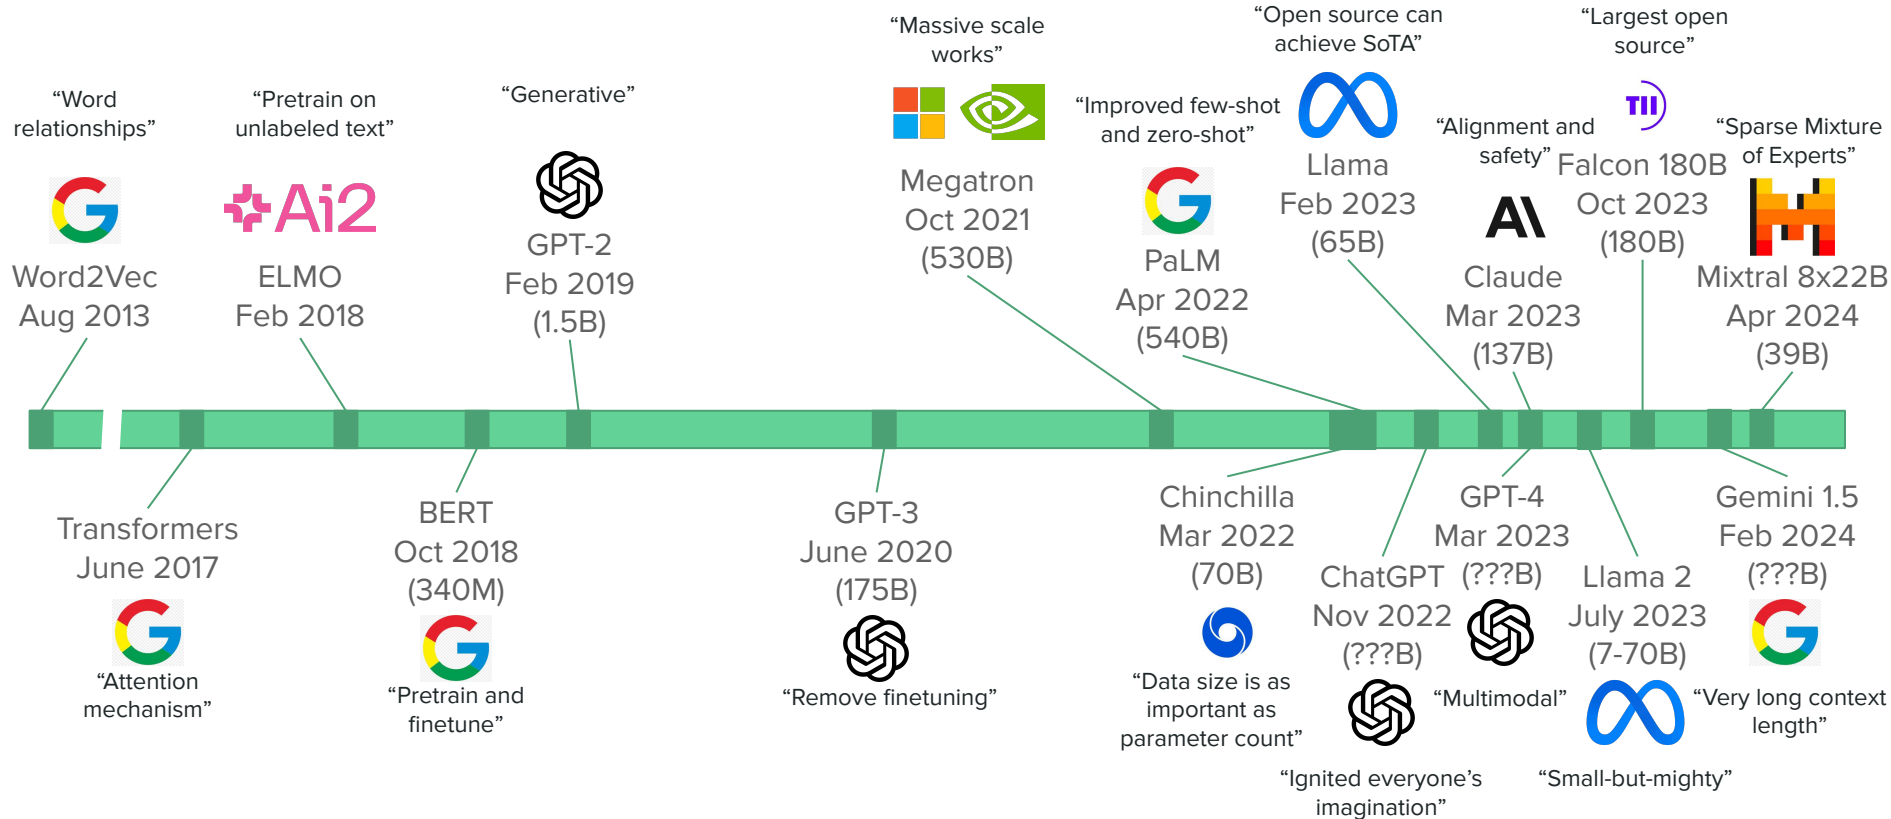 “Word
relationships”
Word2Vec
Aug 2013
“Pretrain on
unlabeled text”
Ai2
ELMO
Feb 2018
“Generative”
GPT-2
Feb 2019
(1.5B)
“Massive scale
works”
Megatron
Oct 2021
(530B)
“Improved few-shot
and zero-shot”
PaLM
Apr 2022
(540B)
“Open source can
achieve SoTA”
Llama
Feb 2023
(65B)
“Alignment and
safety”
Claude
Mar 2023
(137B)
“Largest open
source”
TII
Falcon 180B
Oct 2023
(180B)
“Sparse Mixture
of Experts”
Mixtral 8x22B
Apr 2024
(39B)
Transformers
June 2017
“Attention
mechanism”
BERT
Oct 2018
(340M)
“Pretrain and
finetune”
GPT-3
June 2020
(175B)
“Remove finetuning”
Chinchilla
Mar 2022
(70B)
“Data size is as
important as
parameter count”
ChatGPT
Nov 2022
(???B)
“Ignited everyone’s
imagination”
GPT-4
Mar 2023
(???B)
“Multimodal”
Llama 2
July 2023
(7-70B)
“Small-but-mighty”
Gemini 1.5
Feb 2024
(???B)
“Very long context
length”